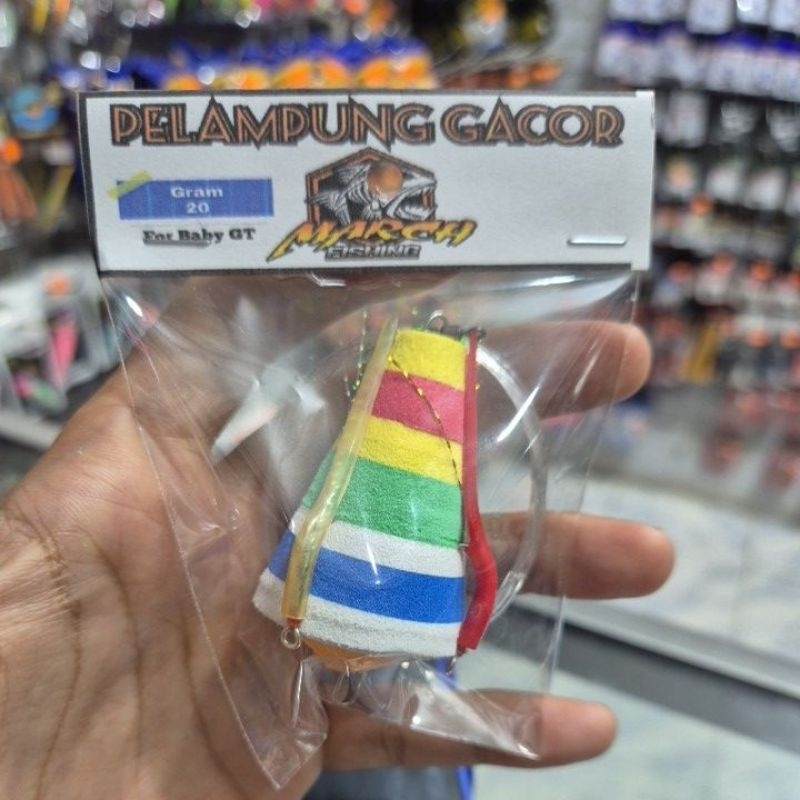 PELAMPUNG GACOR
Gram
20
For Baby GT
MARCH
FISHING